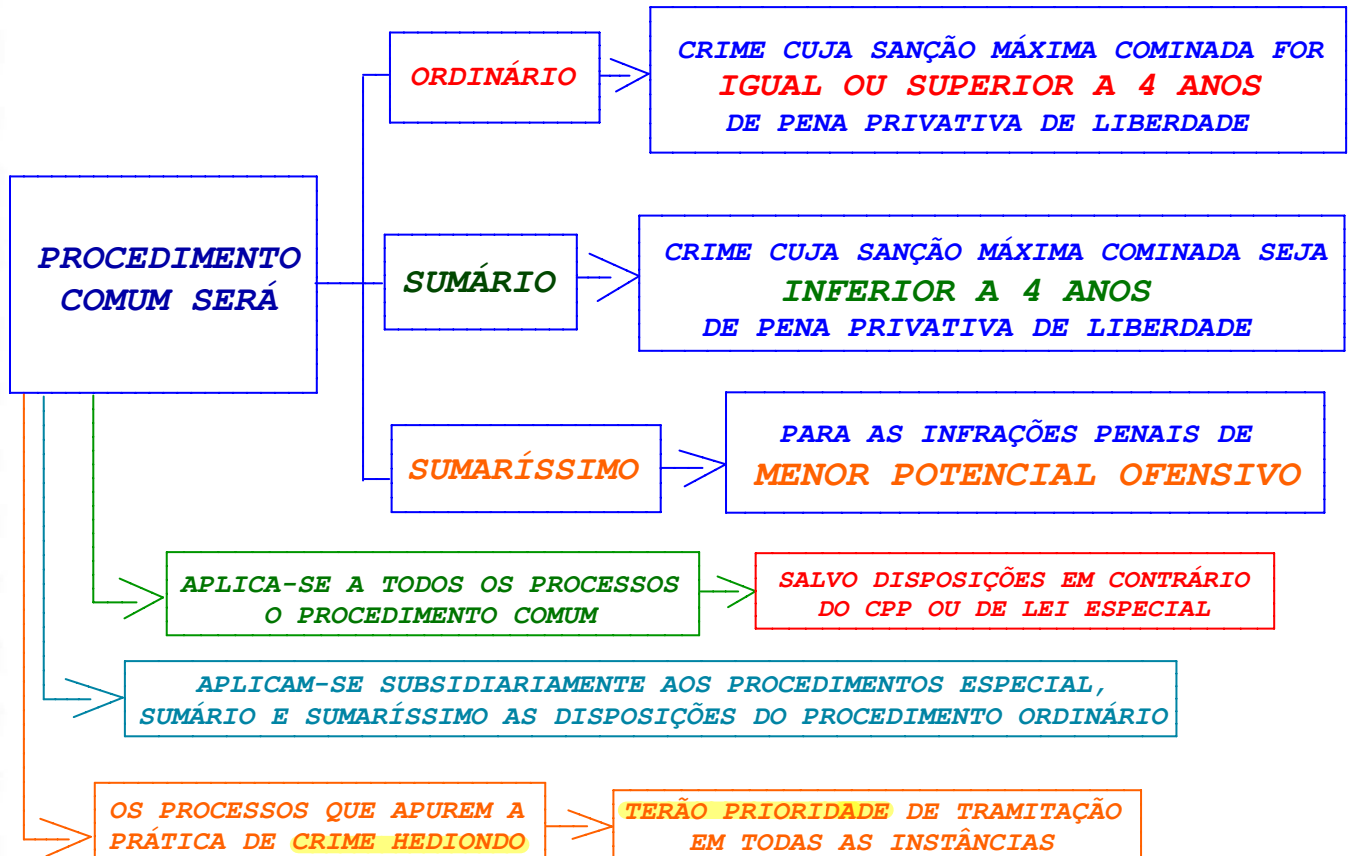 PROCEDIMENTO
COMUM SERÁ
ORDINÁRIO
CRIME CUJA SANÇÃO MÁXIMA COMINADA FOR
IGUAL OU SUPERIOR A 4 ANOS
DE PENA PRIVATIVA DE LIBERDADE
SUMÁRIO
CRIME CUJA SANÇÃO MÁXIMA COMINADA SEJA
INFERIOR A 4 ANOS
DE PENA PRIVATIVA DE LIBERDADE
SUMARÍSSIMO
PARA AS INFRAÇÕES PENAIS DE
MENOR POTENCIAL OFENSIVO
APLICA-SE A TODOS OS PROCESSOS
O PROCEDIMENTO COMUM
SALVO DISPOSIÇÕES EM CONTRÁRIO
DO CPP OU DE LEI ESPECIAL
APLICAM-SE SUBSIDIARIAMENTE AOS PROCEDIMENTOS ESPECIAL,
SUMÁRIO E SUMARÍSSIMO AS DISPOSIÇÕES DO PROCEDIMENTO ORDINÁRIO
OS PROCESSOS QUE APUREM A
PRÁTICA DE CRIME HEDIONDO
TERÃO PRIORIDADE DE TRAMITAÇÃO
EM TODAS AS INSTÂNCIAS